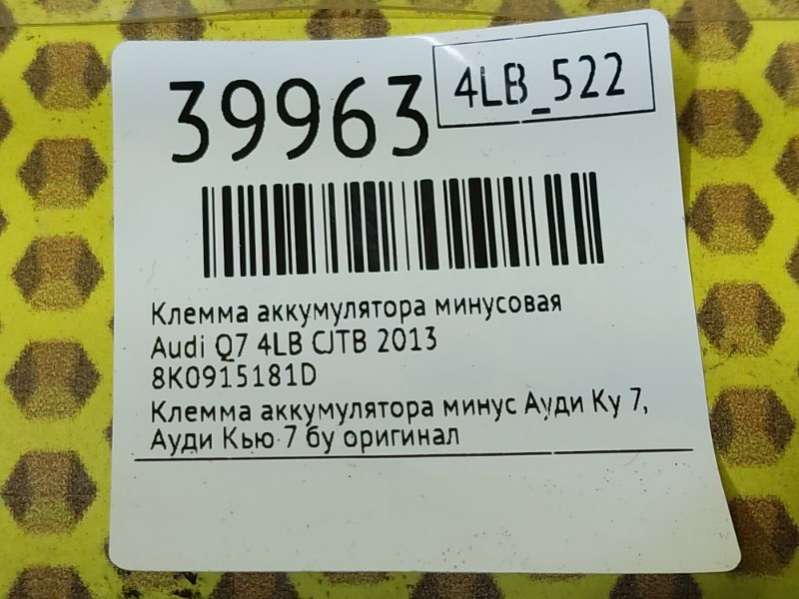 39963
4LB_522
Клемма аккумулятора минусовая
Audi Q7 4LB CJTB 2013
8K0915181D
Клемма аккумулятора минус Ауди Ку 7,
Ауди Кью 7 бу оригинал